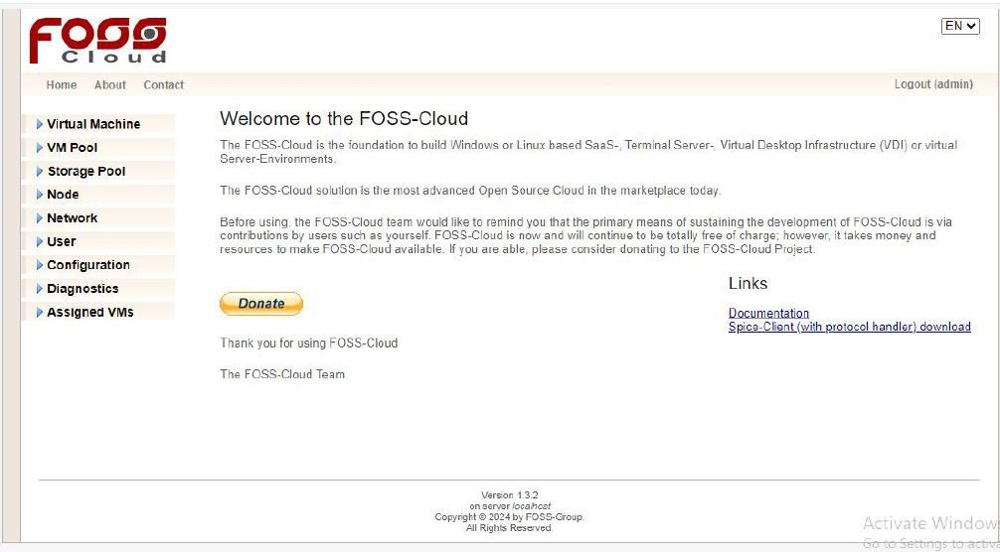 FOSS
Cloud
EN
Home About Contact
Logout (admin)
Virtual Machine
VM Pool
Storage Pool
Node
Network
User
Configuration
Diagnostics
Assigned VMs
Welcome to the FOSS-Cloud
The FOSS-Cloud is the foundation to build Windows or Linux based SaaS-, Terminal Server-, Virtual Desktop Infrastructure (VDI) or virtual
Server-Environments.
The FOSS-Cloud solution is the most advanced Open Source Cloud in the marketplace today.
Before using, the FOSS-Cloud team would like to remind you that the primary means of sustaining the development of FOSS-Cloud is via
contributions by users such as yourself. FOSS-Cloud is now and will continue to be totally free of charge; however, it takes money and
resources to make FOSS-Cloud available. If you are able, please consider donating to the FOSS-Cloud Project.
Donate
Thank you for using FOSS-Cloud
The FOSS-Cloud Team
Links
Documentation
Spice-Client (with protocol handler) download
Version 1.3.2
on server localhost
Copyright © 2024 by FOSS-Group.
All Rights Reserved.
Activate Window
Go to Settings to activa